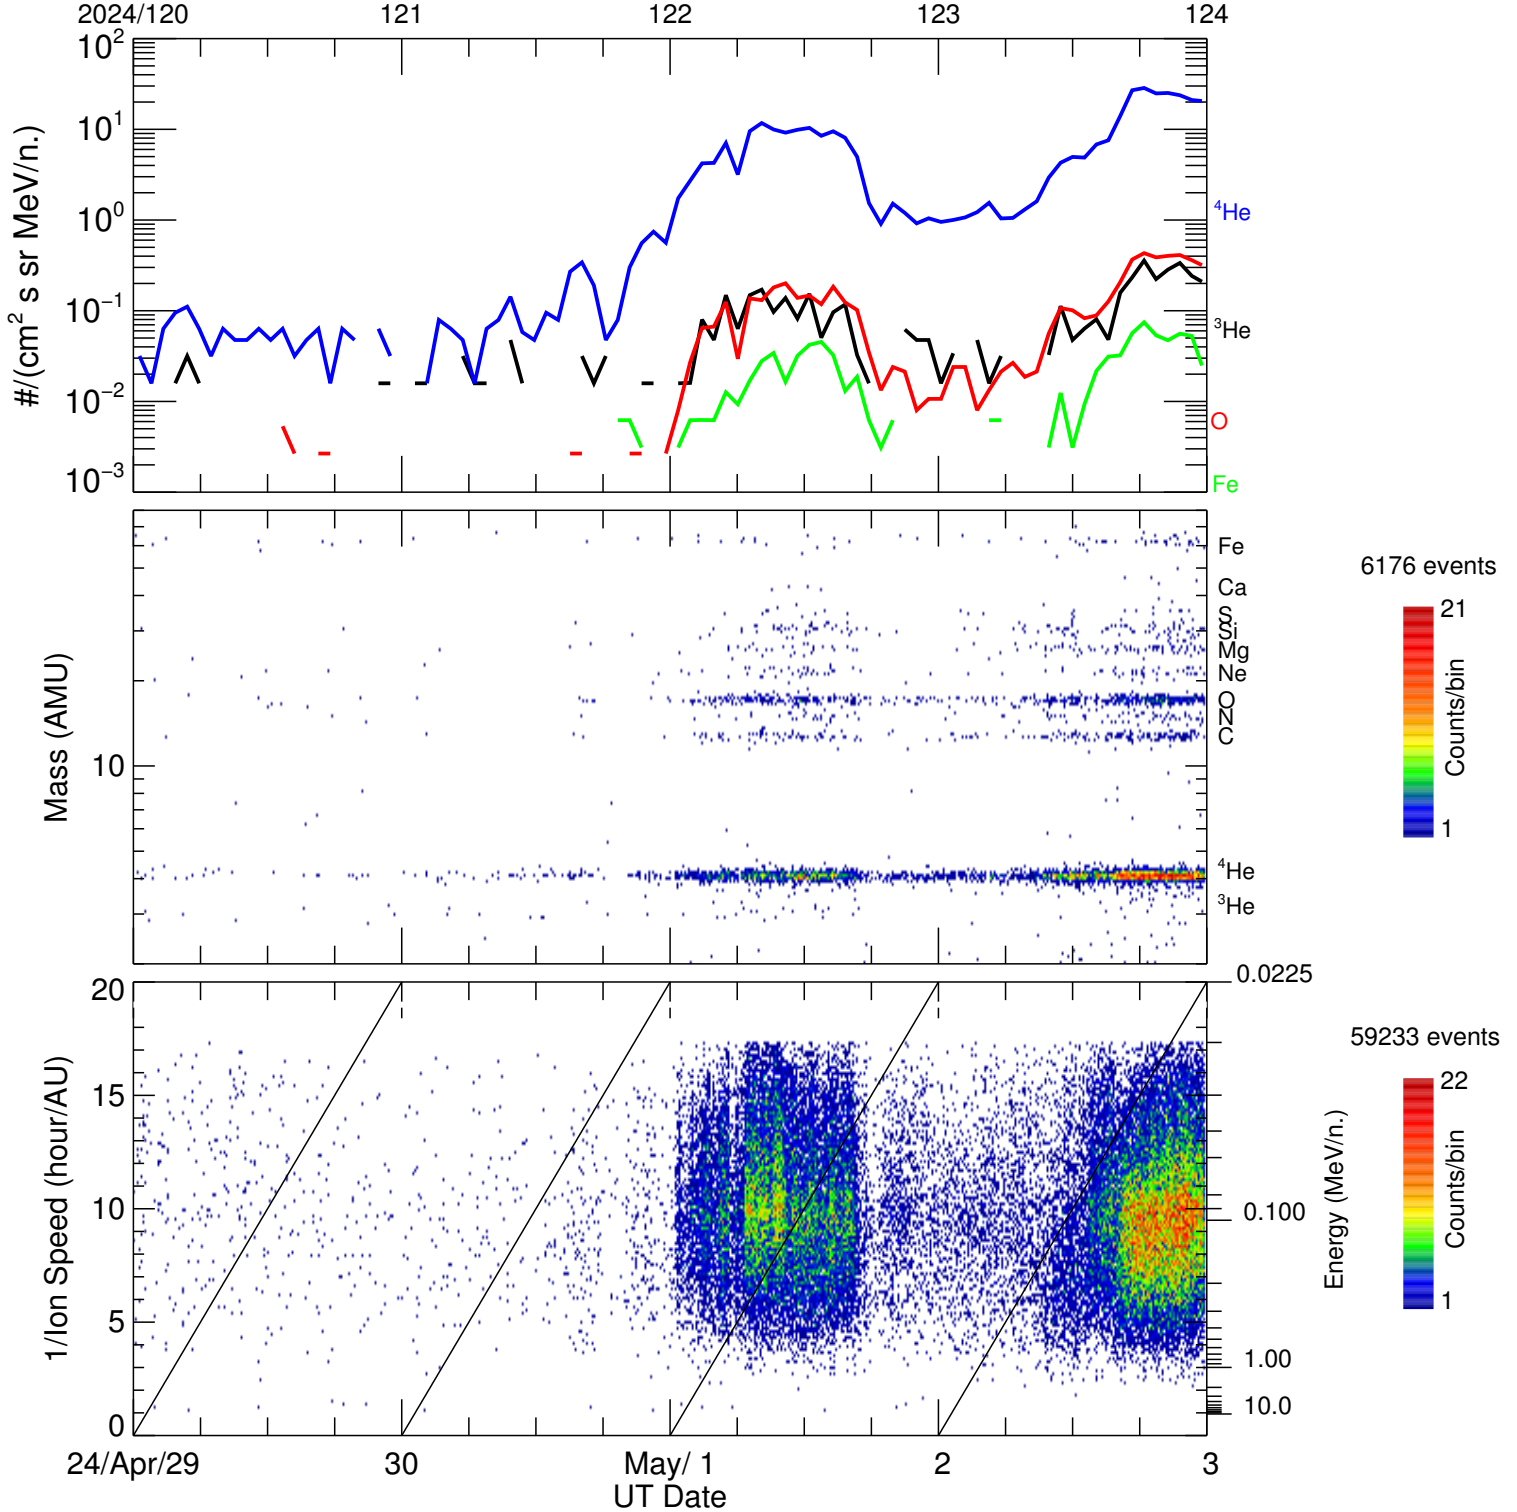 2024/120 121 122 123 124
10² 10¹ 10⁰ 10⁻¹ 10⁻² 10⁻³
#/(cm² s sr MeV/n.)
⁴He
³He
O
Fe
Mass (AMU)
10
Fe
Ca
S
Si
Mg
Ne
O
N
C
⁴He
³He
6176 events
21
Counts/bin
1
20 15 10 5 0
1/Ion Speed (hour/AU)
0.0225
0.100
1.00
10.0
Energy (MeV/n.)
59233 events
22
Counts/bin
1
24/Apr/29 30 May/ 1 2 3
UT Date